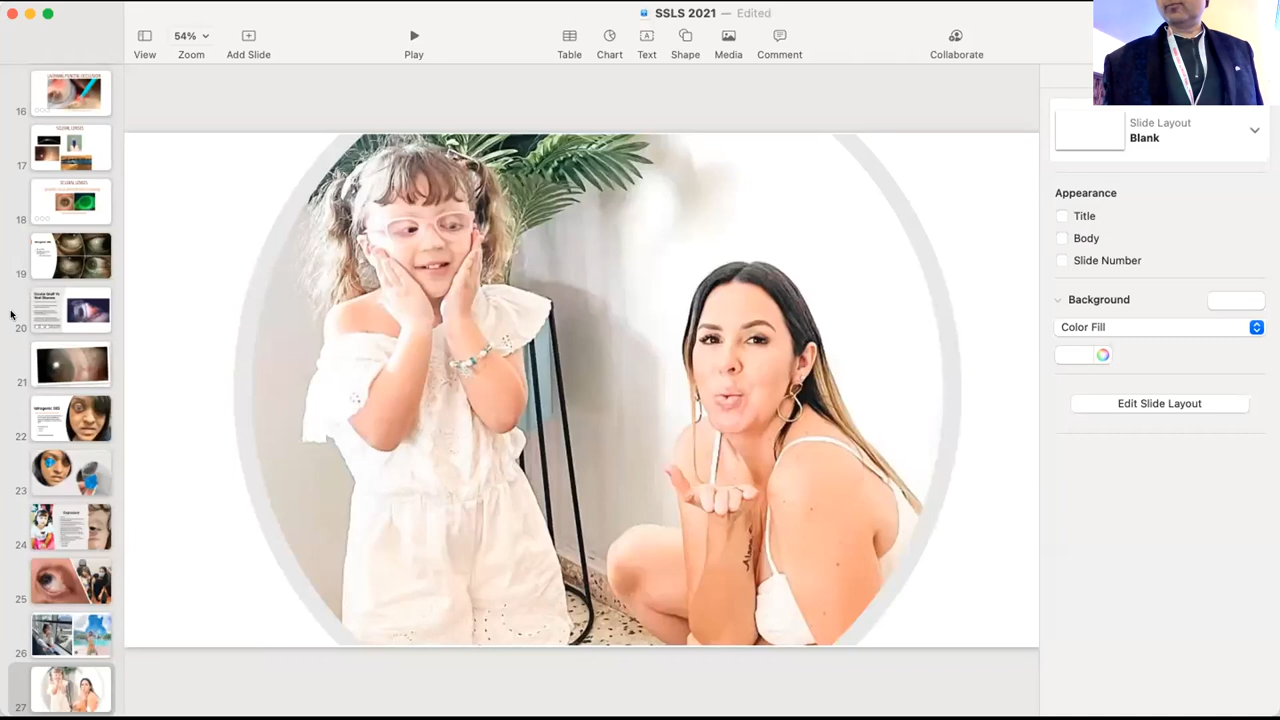 SSLS 2021 — Edited
54%
View
Zoom
Add Slide
Play
Table
Chart
Text
Shape
Media
Comment
Collaborate
Slide Layout
Blank
Appearance
Title
Body
Slide Number
Background
Color Fill
Edit Slide Layout
16
17
18
19
20
21
22
23
24
25
26
27